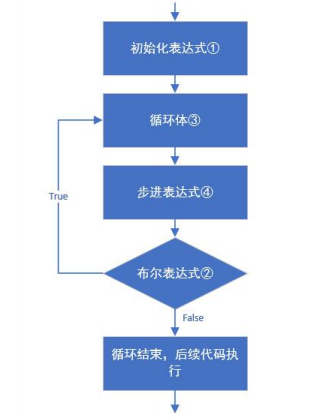 初始化表达式①
循环体③
步进表达式④
True
布尔表达式②
False
循环结束，后续代码执
行